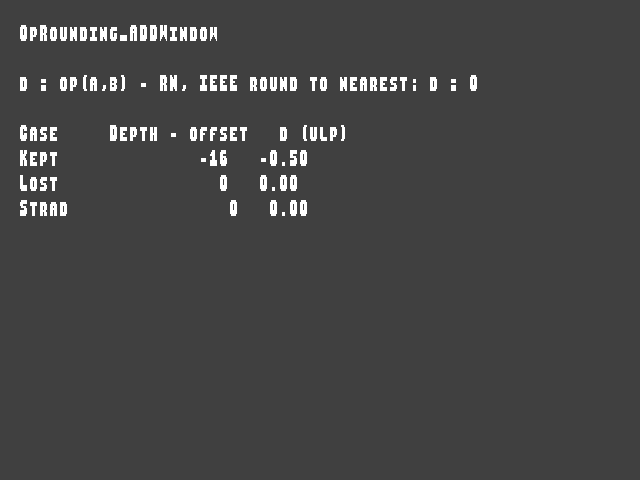 OpRounding_ADDWindow
D : op(a,b) - RN, IEEE round to nearest: D : 0
Case Depth - offset D (ulp)
Kept -16 -0.50
Lost 0 0.00
Strad 0 0.00